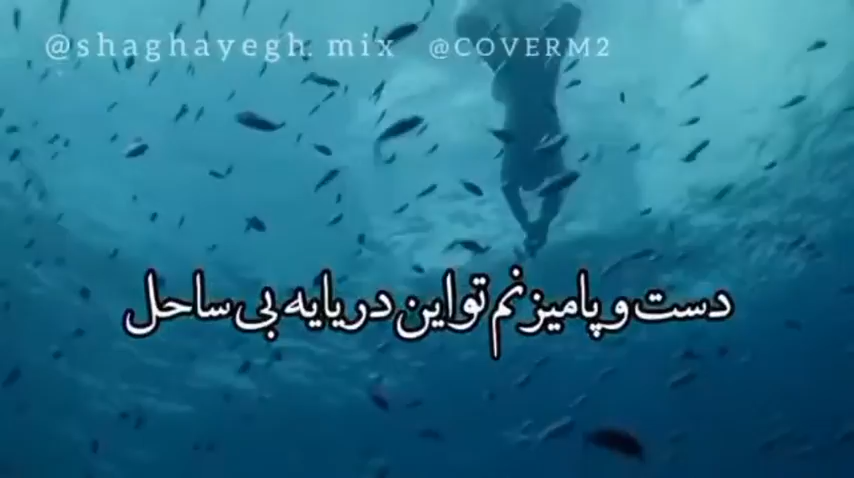 @shaghayegh. mix @COVERM2
دست و پا میزنم تو این دریایه بی ساحل